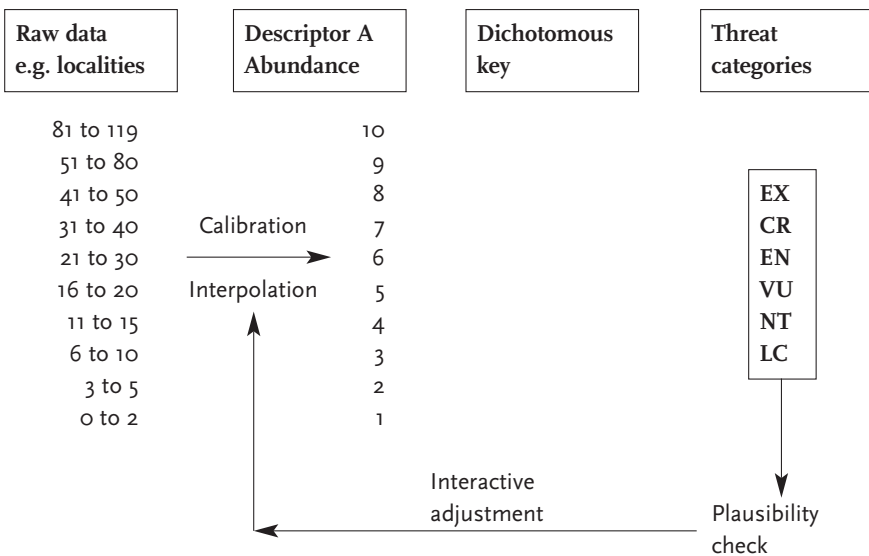 Raw data
e.g. localities
Descriptor A
Abundance
Dichotomous
key
Threat
categories
81 to 119
51 to 80
41 to 50
31 to 40
21 to 30
16 to 20
11 to 15
6 to 10
3 to 5
0 to 2
Calibration
Interpolation
10
9
8
7
6
5
4
3
2
1
EX
CR
EN
VU
NT
LC
Interactive
adjustment
Plausibility
check